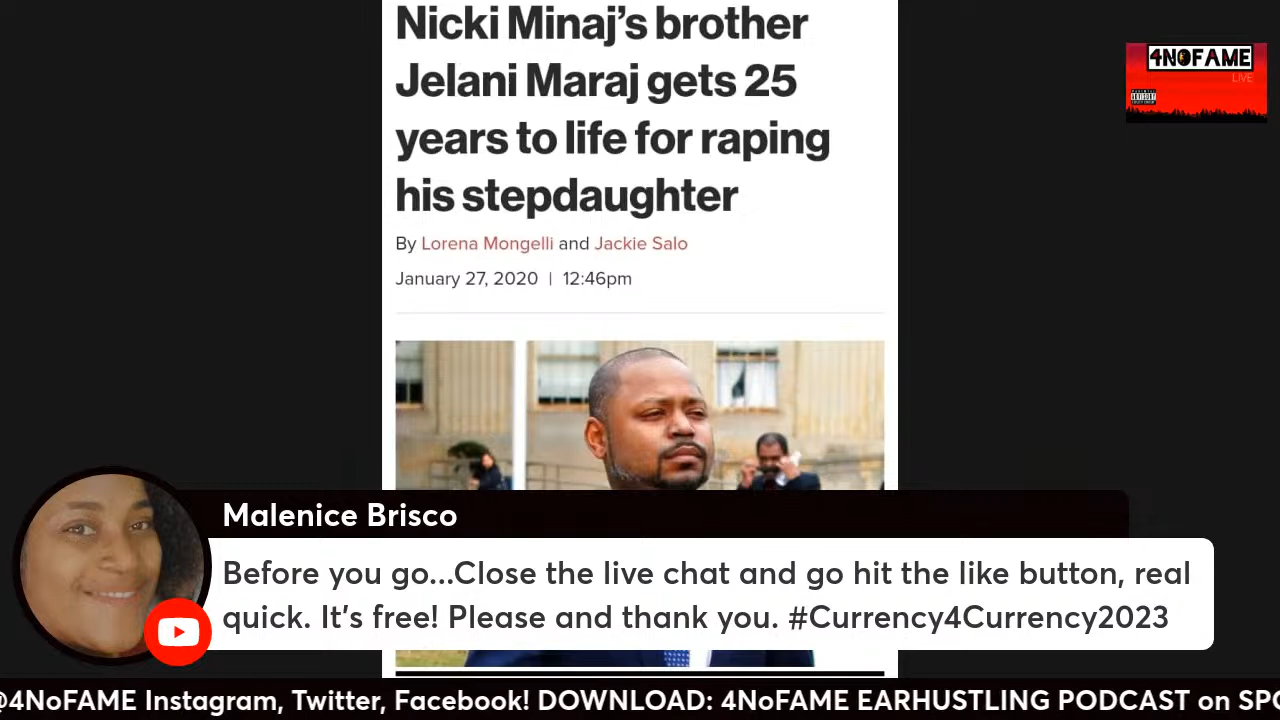 Nicki Minaj's brother
Jelani Maraj gets 25
years to life for raping
his stepdaughter
By Lorena Mongelli and Jackie Salo
January 27, 2020 | 12:46pm
4NOFAME
LIVE
Malenice Brisco
Before you go...Close the live chat and go hit the like button, real
quick. It's free! Please and thank you. #Currency4Currency2023
@4NoFAME Instagram, Twitter, Facebook! DOWNLOAD: 4NoFAME EARHUSTLING PODCAST on SPO